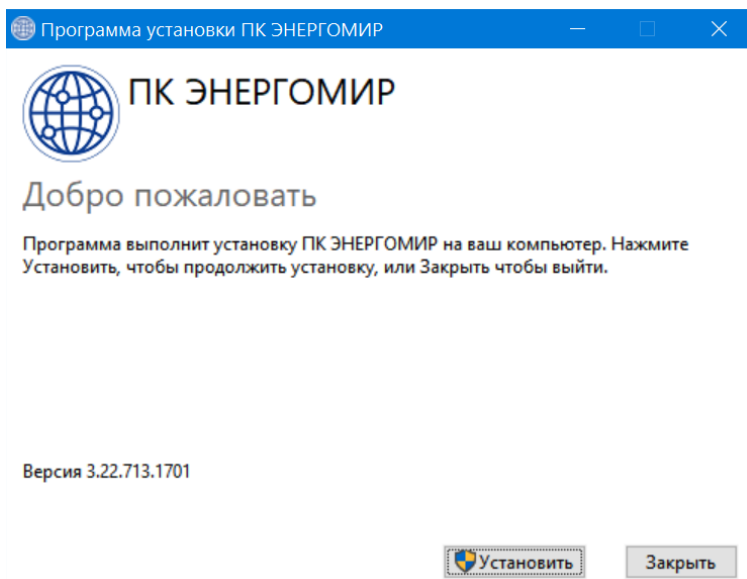 Программа установки ПК ЭНЕРГОМИР
ПК ЭНЕРГОМИР
Добро пожаловать
Программа выполнит установку ПК ЭНЕРГОМИР на ваш компьютер. Нажмите
Установить, чтобы продолжить установку, или Закрыть чтобы выйти.
Версия 3.22.713.1701
Установить
Закрыть